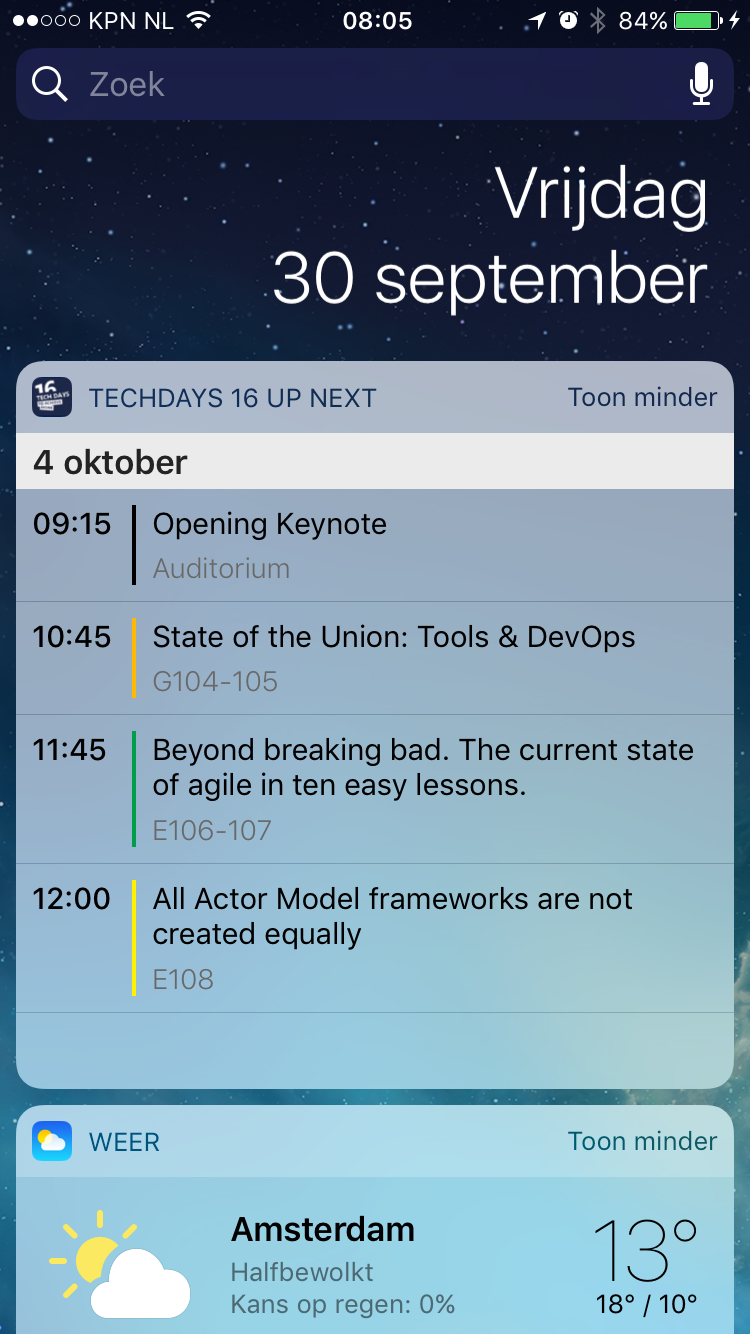 KPN NL 08:05 84%
Zoek
Vrijdag
30 september
16
TECH DAYS
TECHDAYS 16 UP NEXT Toon minder
4 oktober
09:15 Opening Keynote
Auditorium
10:45 State of the Union: Tools & DevOps
G104-105
11:45 Beyond breaking bad. The current state
of agile in ten easy lessons.
E106-107
12:00 All Actor Model frameworks are not
created equally
E108
WEER Toon minder
Amsterdam 13°
Halfbewolkt
Kans op regen: 0% 18° / 10°